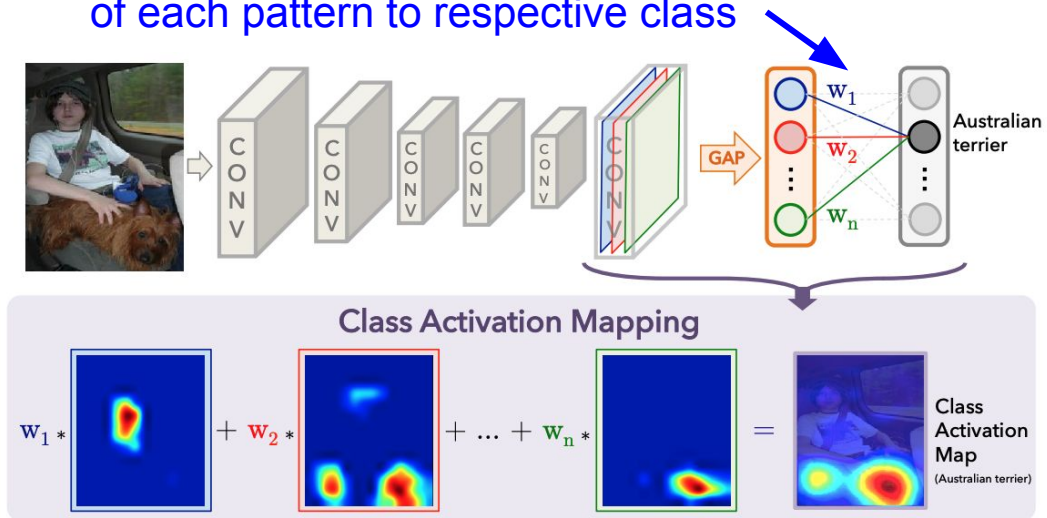 of each pattern to respective class
CONV
CONV
CONV
CONV
CONV
CONV
GAP
w1
w2
⋮
wn
⋮
Australian
terrier
Class Activation Mapping
w1 * + w2 * + ... + wn * =
Class
Activation
Map
(Australian terrier)